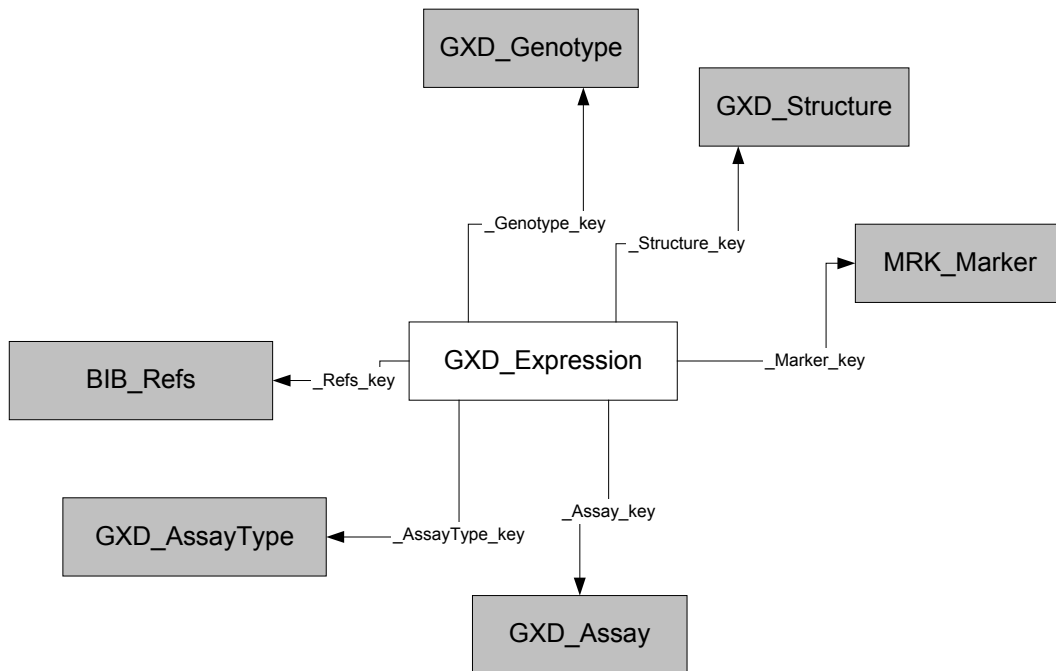 GXD_Genotype
GXD_Structure
_Genotype_key
_Structure_key
MRK_Marker
GXD_Expression
_Marker_key
BIB_Refs
_Refs_key
_Assay_key
GXD_AssayType
_AssayType_key
GXD_Assay